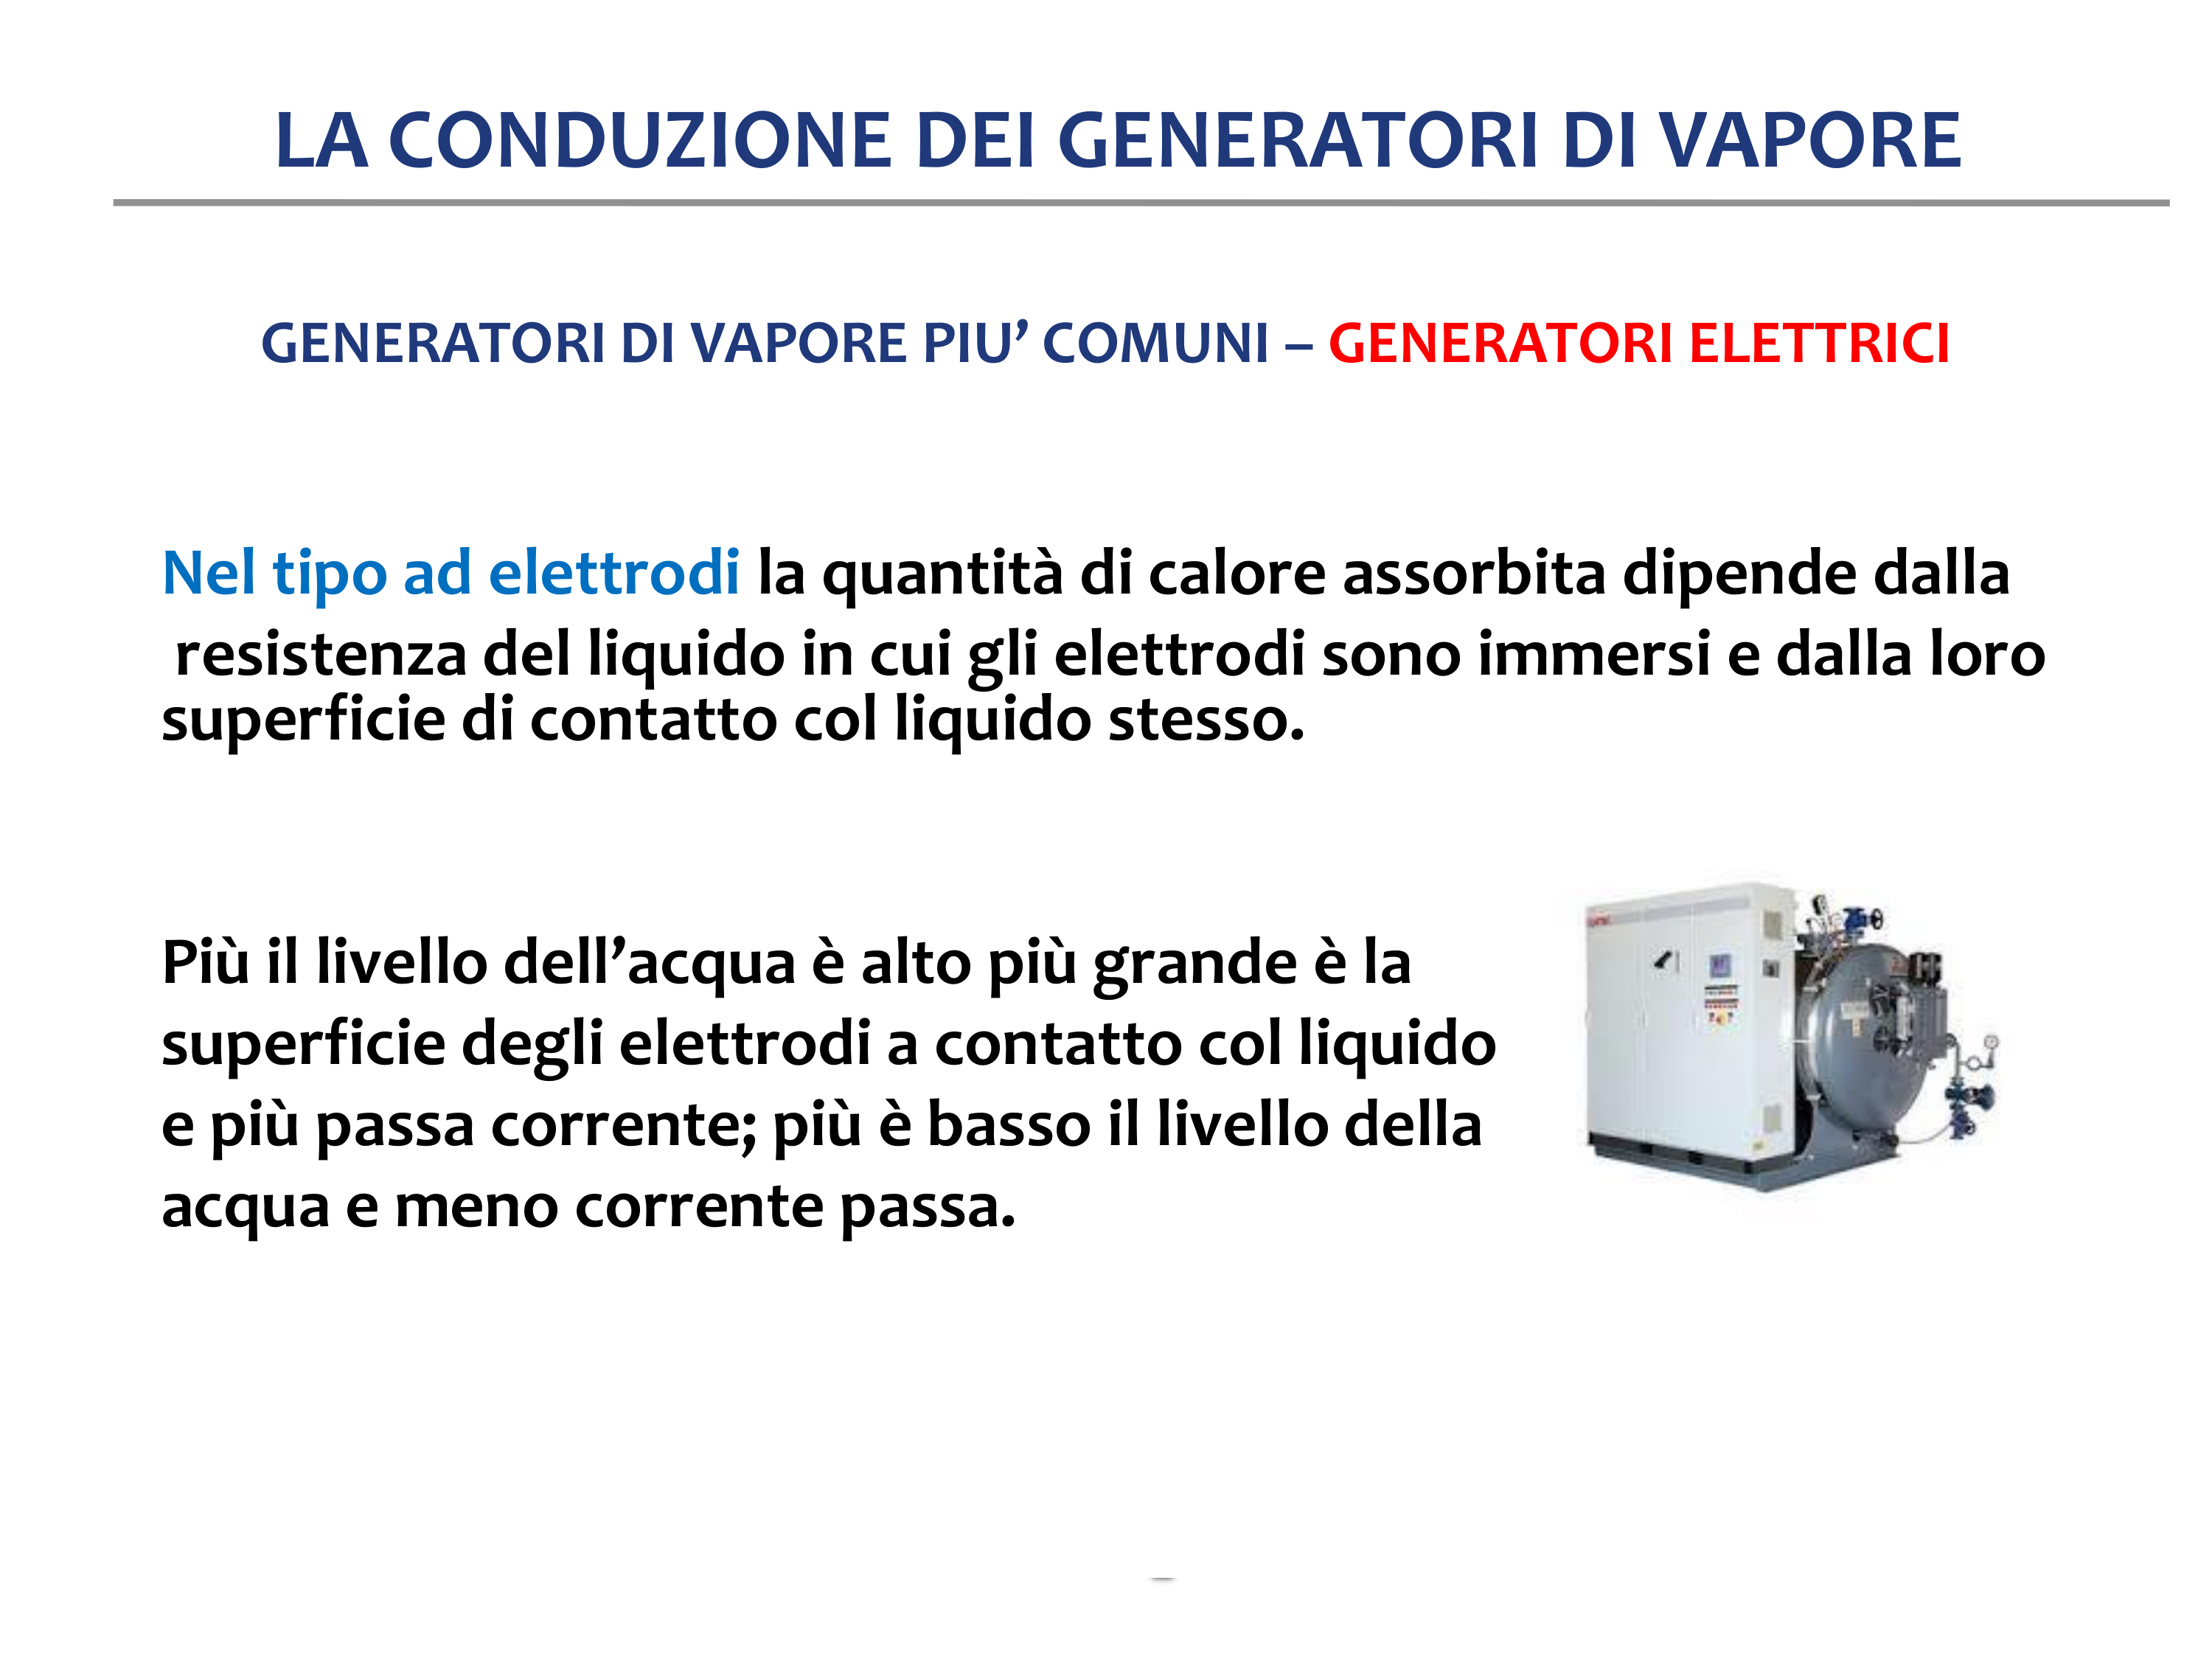 LA CONDUZIONE DEI GENERATORI DI VAPORE
GENERATORI DI VAPORE PIU’ COMUNI – GENERATORI ELETTRICI
Nel tipo ad elettrodi la quantità di calore assorbita dipende dalla
resistenza del liquido in cui gli elettrodi sono immersi e dalla loro
superficie di contatto col liquido stesso.
Più il livello dell’acqua è alto più grande è la
superficie degli elettrodi a contatto col liquido
e più passa corrente; più è basso il livello della
acqua e meno corrente passa.